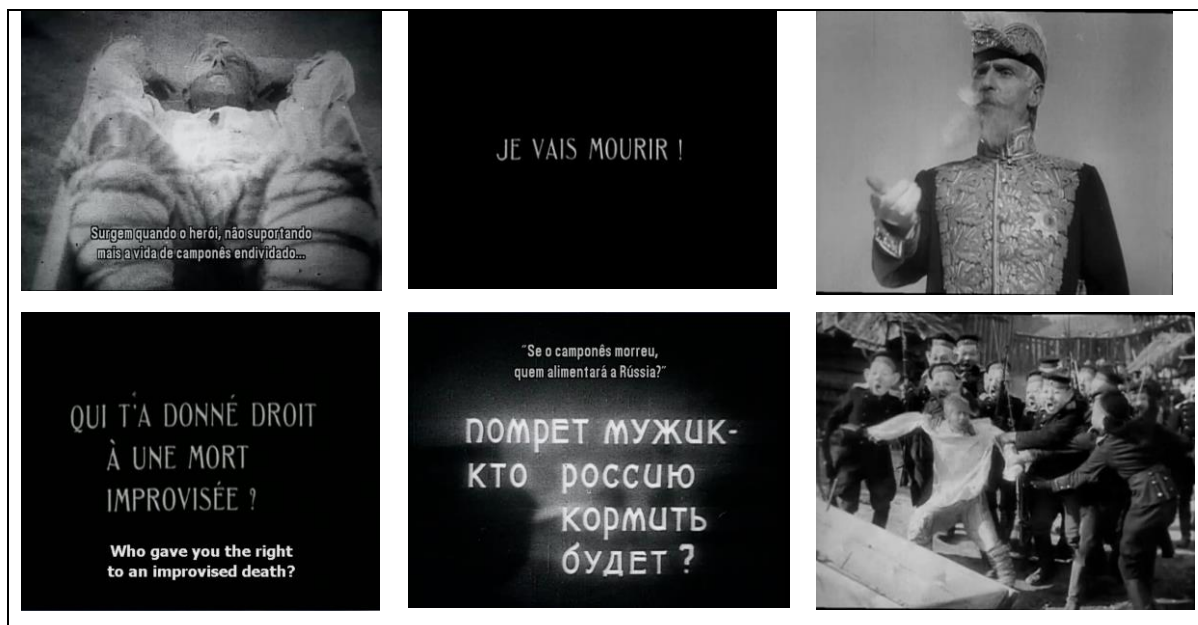 Surgem quando o herói, não suportando
mais a vida de camponês endividado...
JE VAIS MOURIR !
QUI T'A DONNÉ DROIT
À UNE MORT
IMPROVISÉE ?
Who gave you the right
to an improvised death?
"Se o camponês morreu,
quem alimentará a Rússia?"
ПОМРЕТ МУЖИК-
КТО РОССИЮ
КОРМИТЬ
БУДЕТ ?